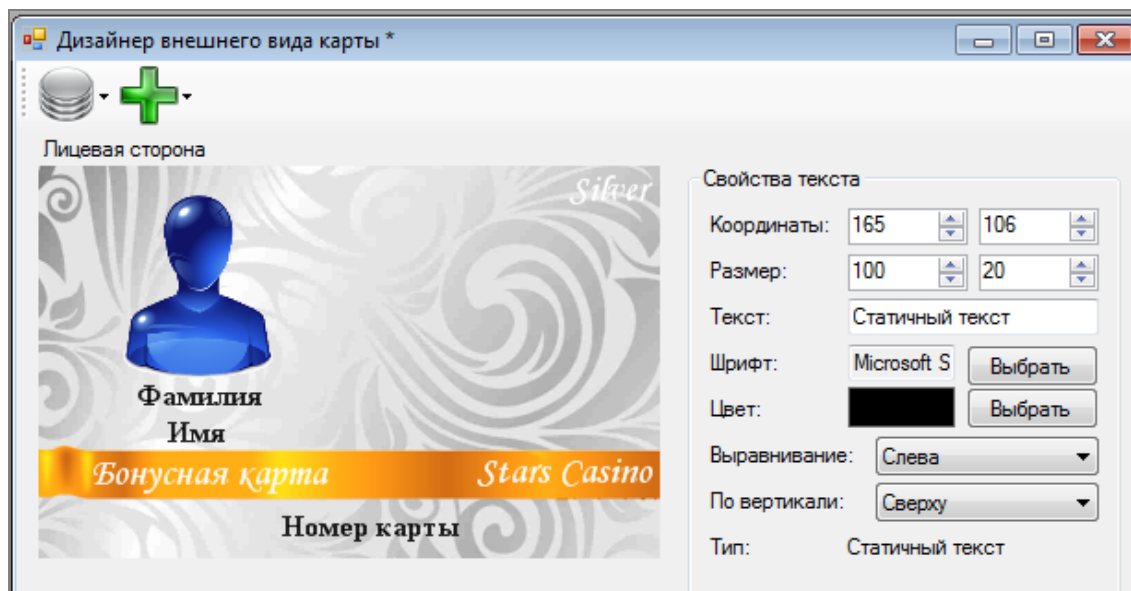 Дизайнер внешнего вида карты *
Лицевая сторона
Silver
Фамилия
Имя
Бонусная карта Stars Casino
Номер карты
Свойства текста
Координаты: 165 106
Размер: 100 20
Текст: Статичный текст
Шрифт: Microsoft S Выбрать
Цвет: Выбрать
Выравнивание: Слева
По вертикали: Сверху
Тип: Статичный текст